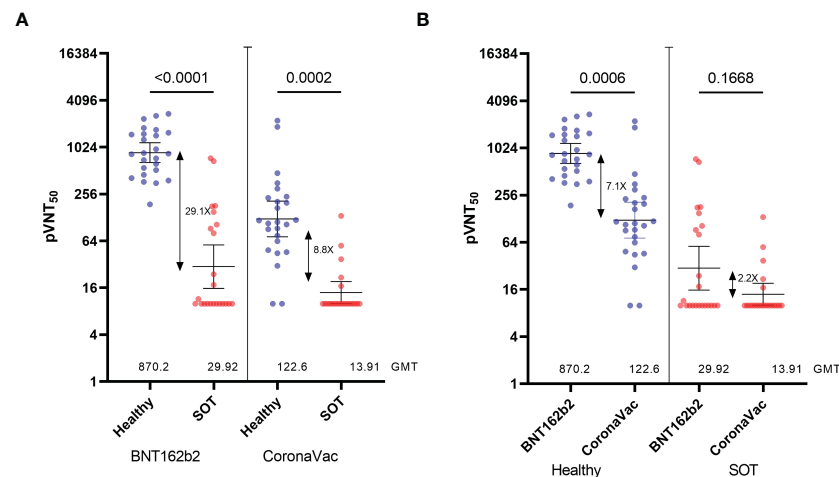 A
pVNT50
16384
4096
1024
256
64
16
4
1
<0.0001
0.0002
29.1X
8.8X
870.2 29.92 122.6 13.91 GMT
Healthy SOT Healthy SOT
BNT162b2 CoronaVac
B
pVNT50
16384
4096
1024
256
64
16
4
1
0.0006
0.1668
7.1X
2.2X
870.2 122.6 29.92 13.91 GMT
BNT162b2 CoronaVac BNT162b2 CoronaVac
Healthy SOT